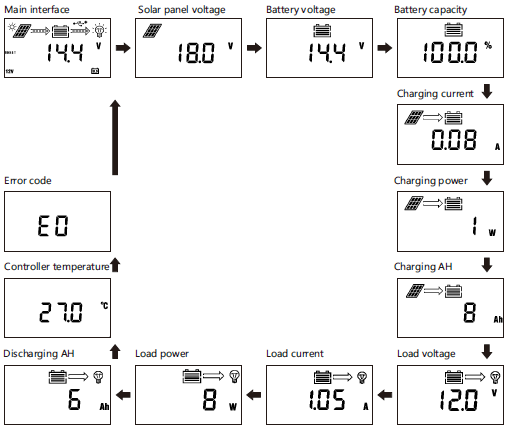 Main interface
14.4 V
12V
Solar panel voltage
18.0 V
Battery voltage
14.4 V
Battery capacity
100.0 %
Charging current
0.08 A
Charging power
1 W
Charging AH
8 Ah
Load voltage
12.0 V
Load current
1.05 A
Load power
8 W
Discharging AH
6 Ah
Controller temperature
27.0 °C
Error code
E0